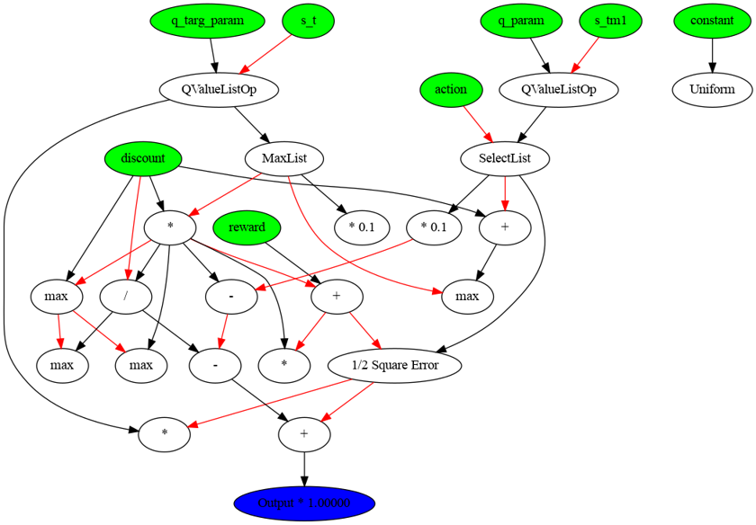 q_targ_param
s_t
q_param
s_tm1
constant
QValueListOp
action
QValueListOp
Uniform
discount
MaxList
SelectList
*
reward
* 0.1
* 0.1
+
max
/
-
+
max
max
max
-
*
1/2 Square Error
*
+
Output * 1.00000